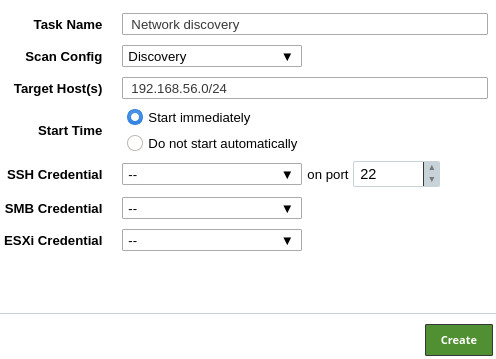 Task Name Network discovery
Scan Config Discovery ▼
Target Host(s) 192.168.56.0/24
Start immediately
Start Time
Do not start automatically
SSH Credential -- ▼ on port 22
SMB Credential -- ▼
ESXi Credential -- ▼
Create